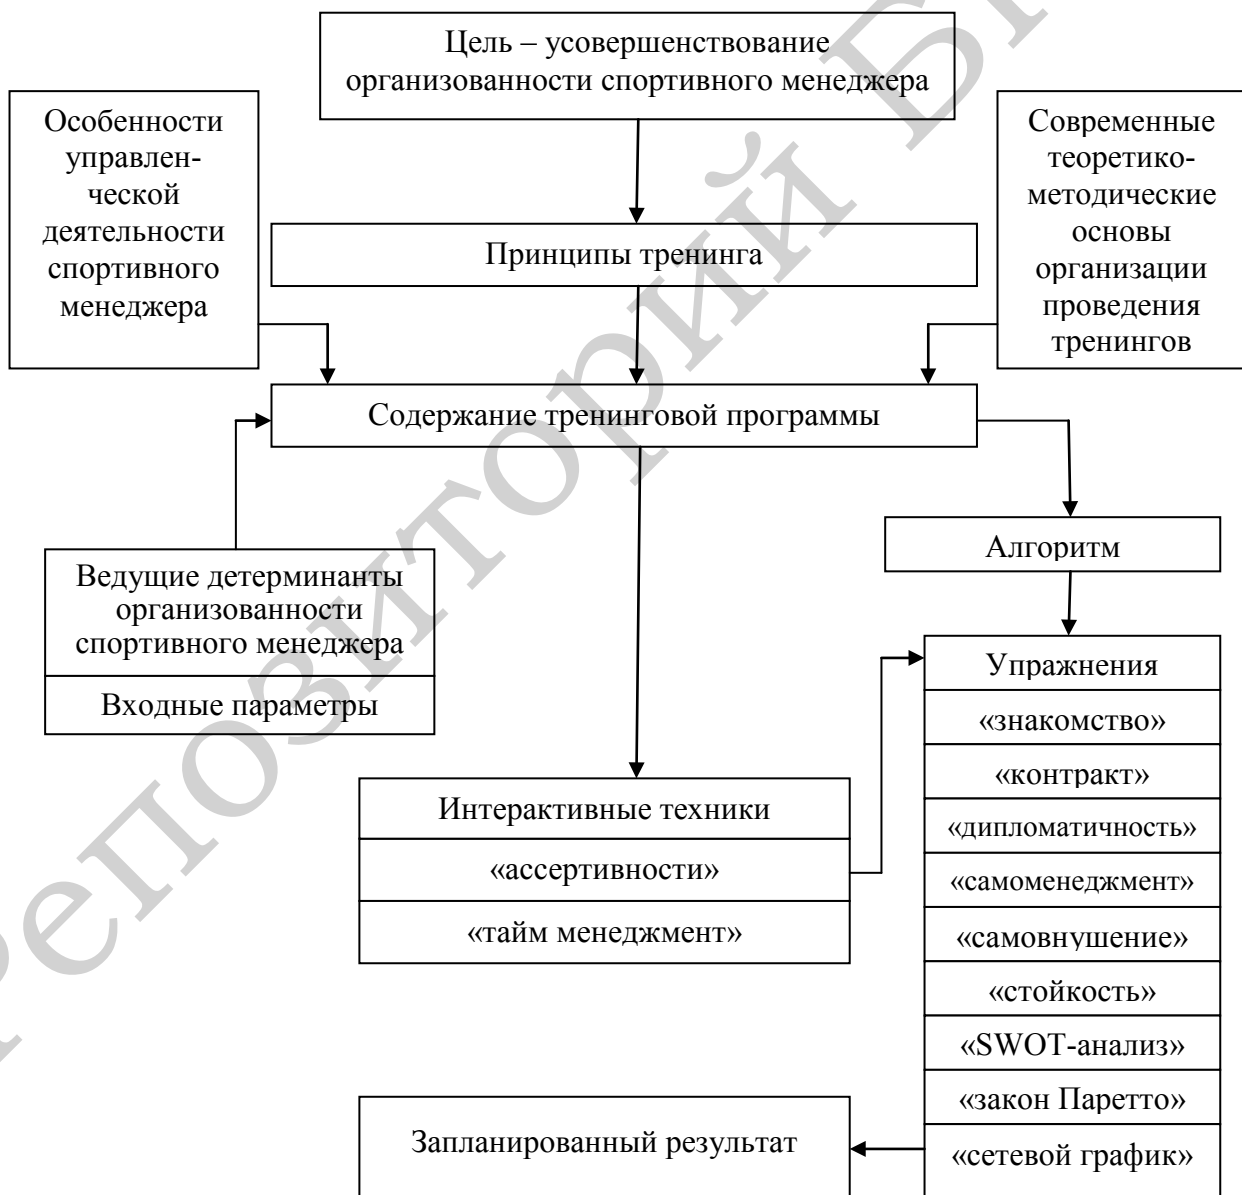 Цель – усовершенствование
организованности спортивного менеджера
Особенности
управлен-
ческой
деятельности
спортивного
менеджера
Современные
теоретико-
методические
основы
организации
проведения
тренингов
Принципы тренинга
Содержание тренинговой программы
Алгоритм
Ведущие детерминанты
организованности
спортивного менеджера
Входные параметры
Упражнения
«знакомство»
«контракт»
«дипломатичность»
«самоменеджмент»
«самовнушение»
«стойкость»
«SWOT-анализ»
«закон Паретто»
«сетевой график»
Интерактивные техники
«ассертивности»
«тайм менеджмент»
Запланированный результат
Репозиторий